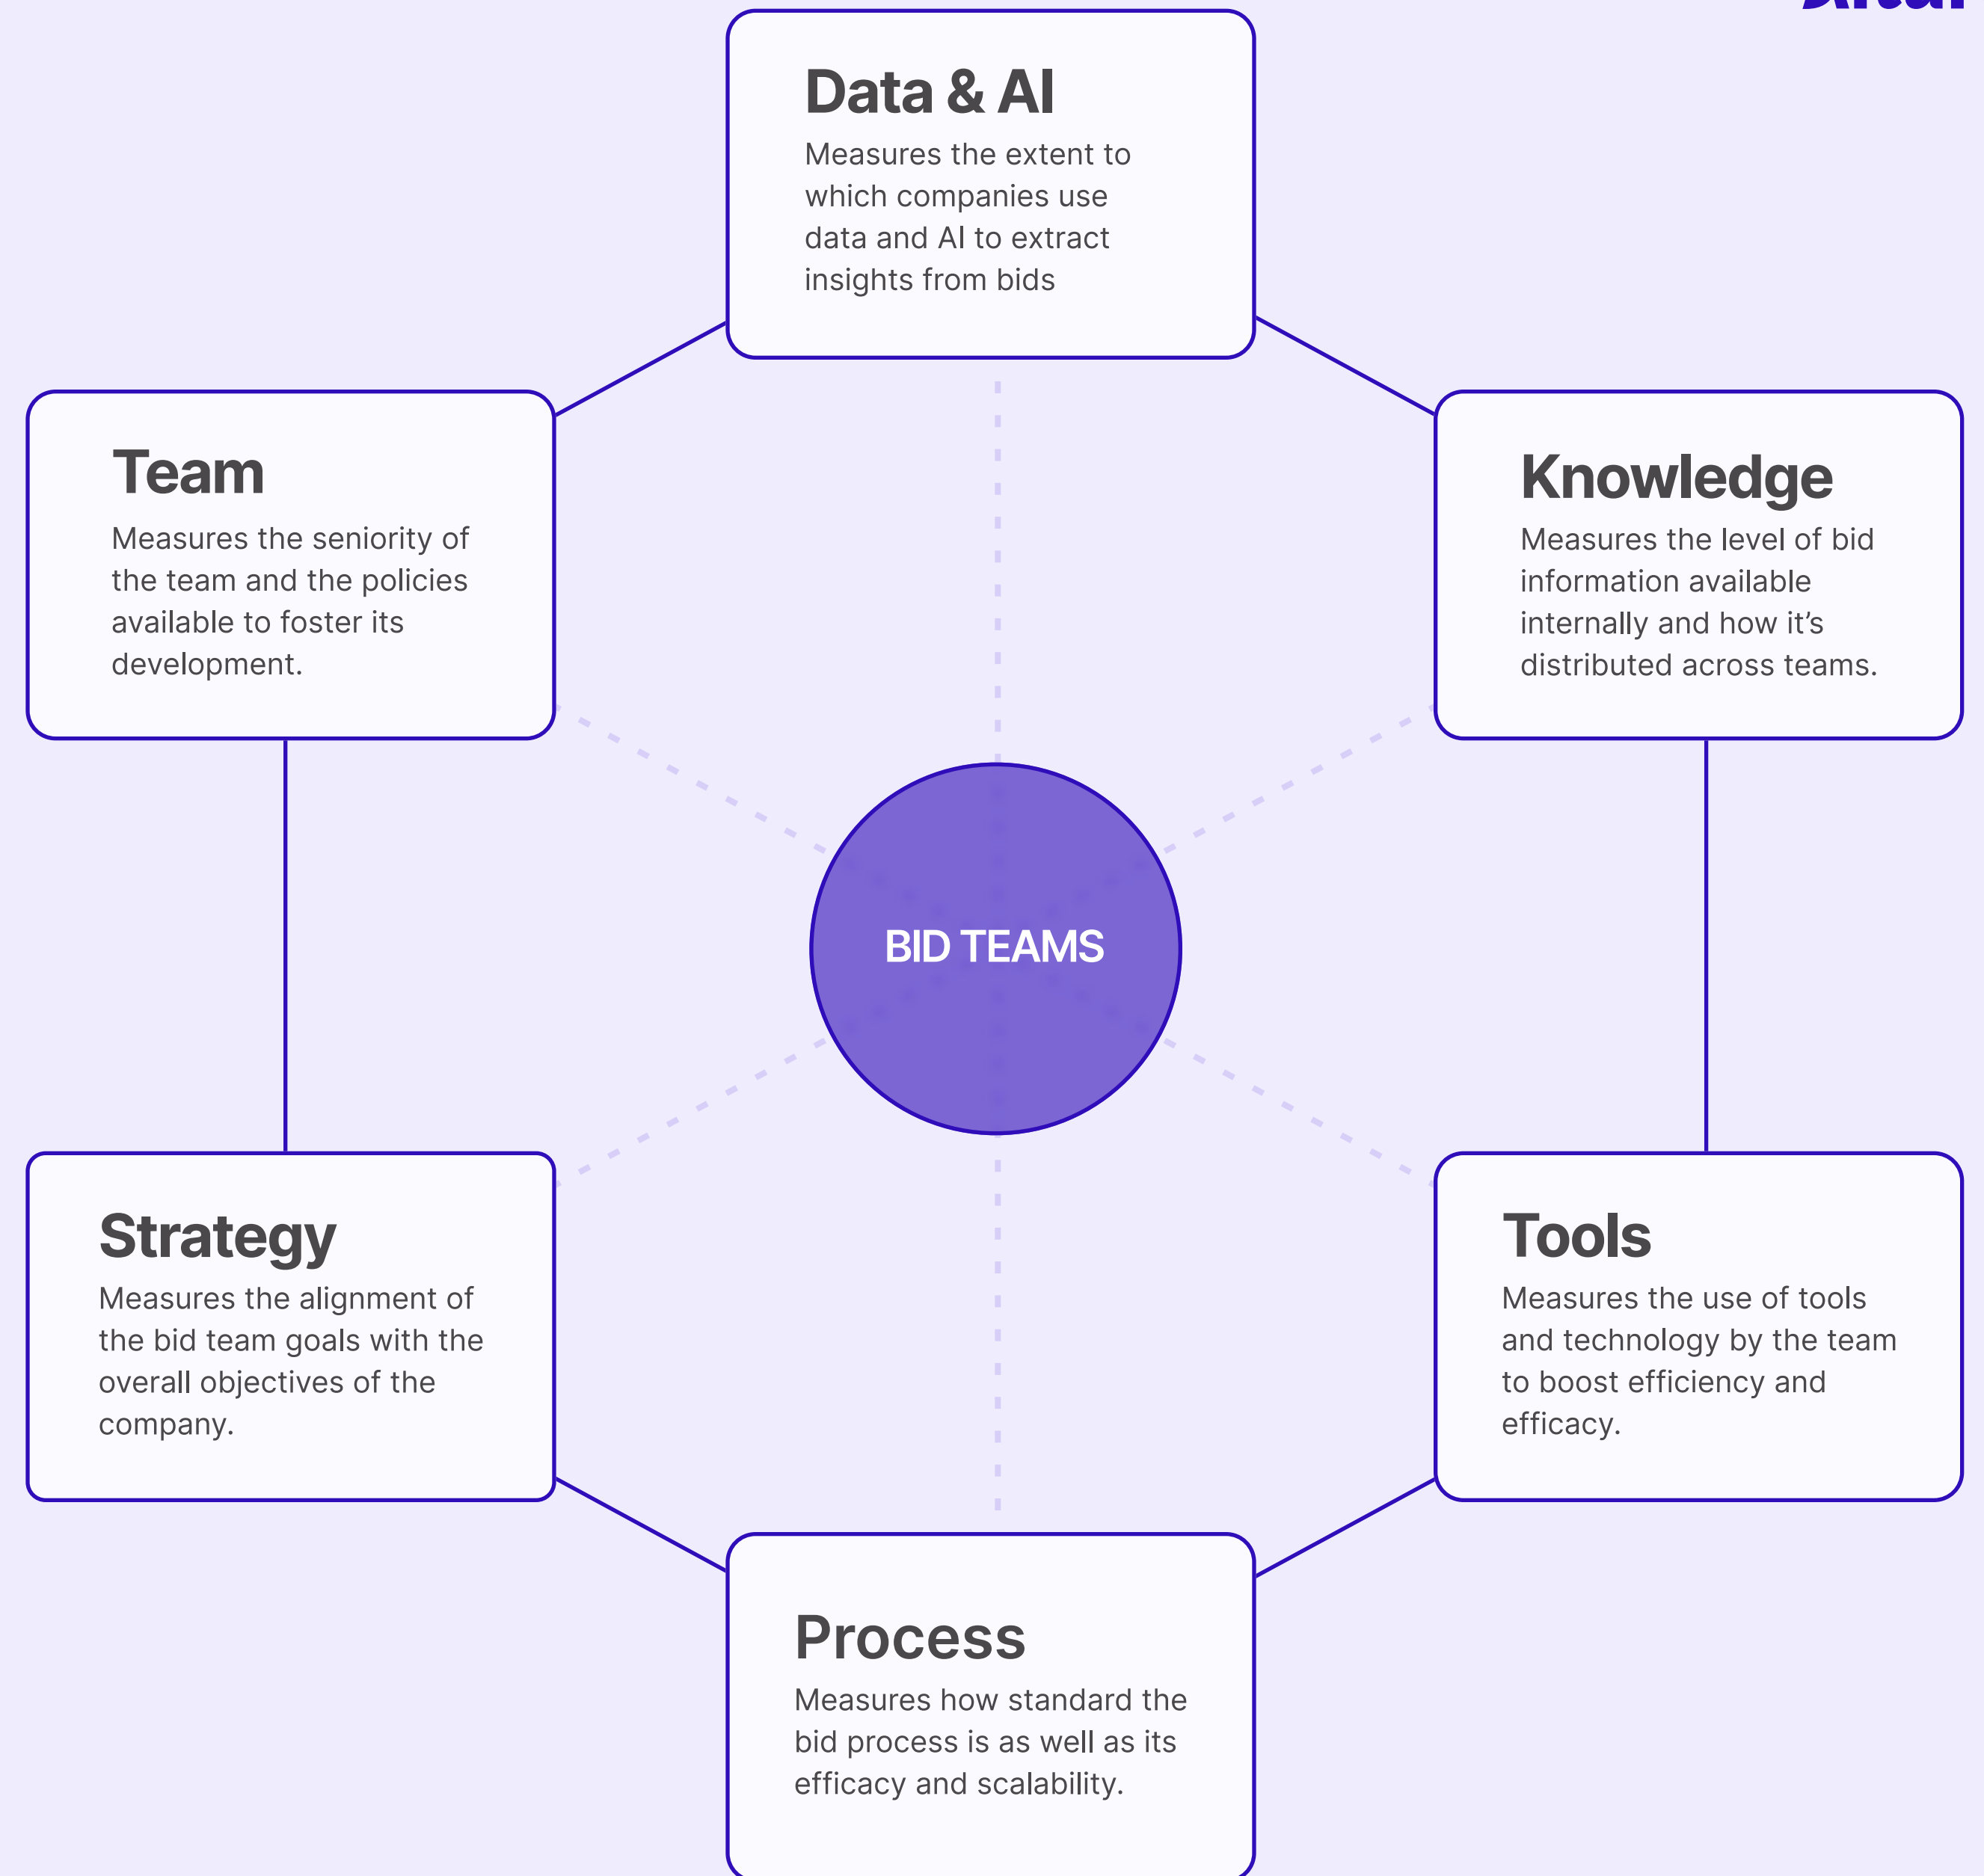 Data & AI
Measures the extent to
which companies use
data and AI to extract
insights from bids
Team
Measures the seniority of
the team and the policies
available to foster its
development.
Knowledge
Measures the level of bid
information available
internally and how it’s
distributed across teams.
BID TEAMS
Strategy
Measures the alignment of
the bid team goals with the
overall objectives of the
company.
Tools
Measures the use of tools
and technology by the team
to boost efficiency and
efficacy.
Process
Measures how standard the
bid process is as well as its
efficacy and scalability.